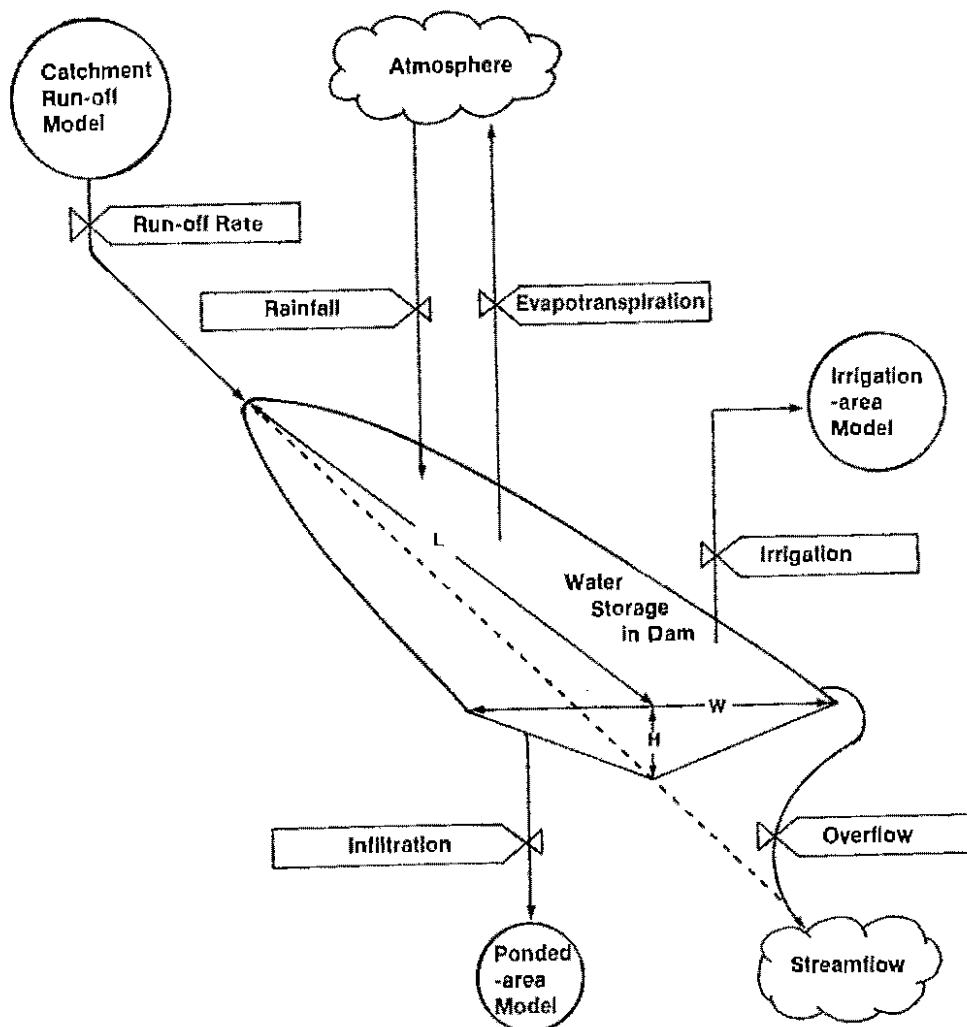 Catchment
Run-off
Model
Atmosphere
Run-off Rate
Rainfall
Evapotranspiration
Irrigation
-area
Model
L
Irrigation
Water
Storage
in Dam
W
H
Infiltration
Overflow
Ponded
-area
Model
Streamflow